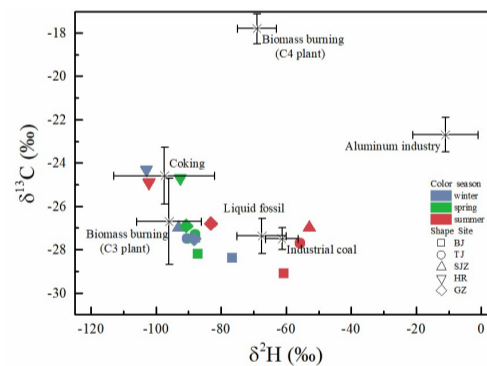 -18
-20
-22
-24
-26
-28
-30
δ¹³C (‰)
Biomass burning
(C4 plant)
Aluminum industry
Coking
Liquid fossil
Biomass burning
(C3 plant)
Industrial coal
Color season
winter
spring
summer
Shape Site
BJ
TJ
SJZ
HR
GZ
-120 -100 -80 -60 -40 -20 0
δ²H (‰)